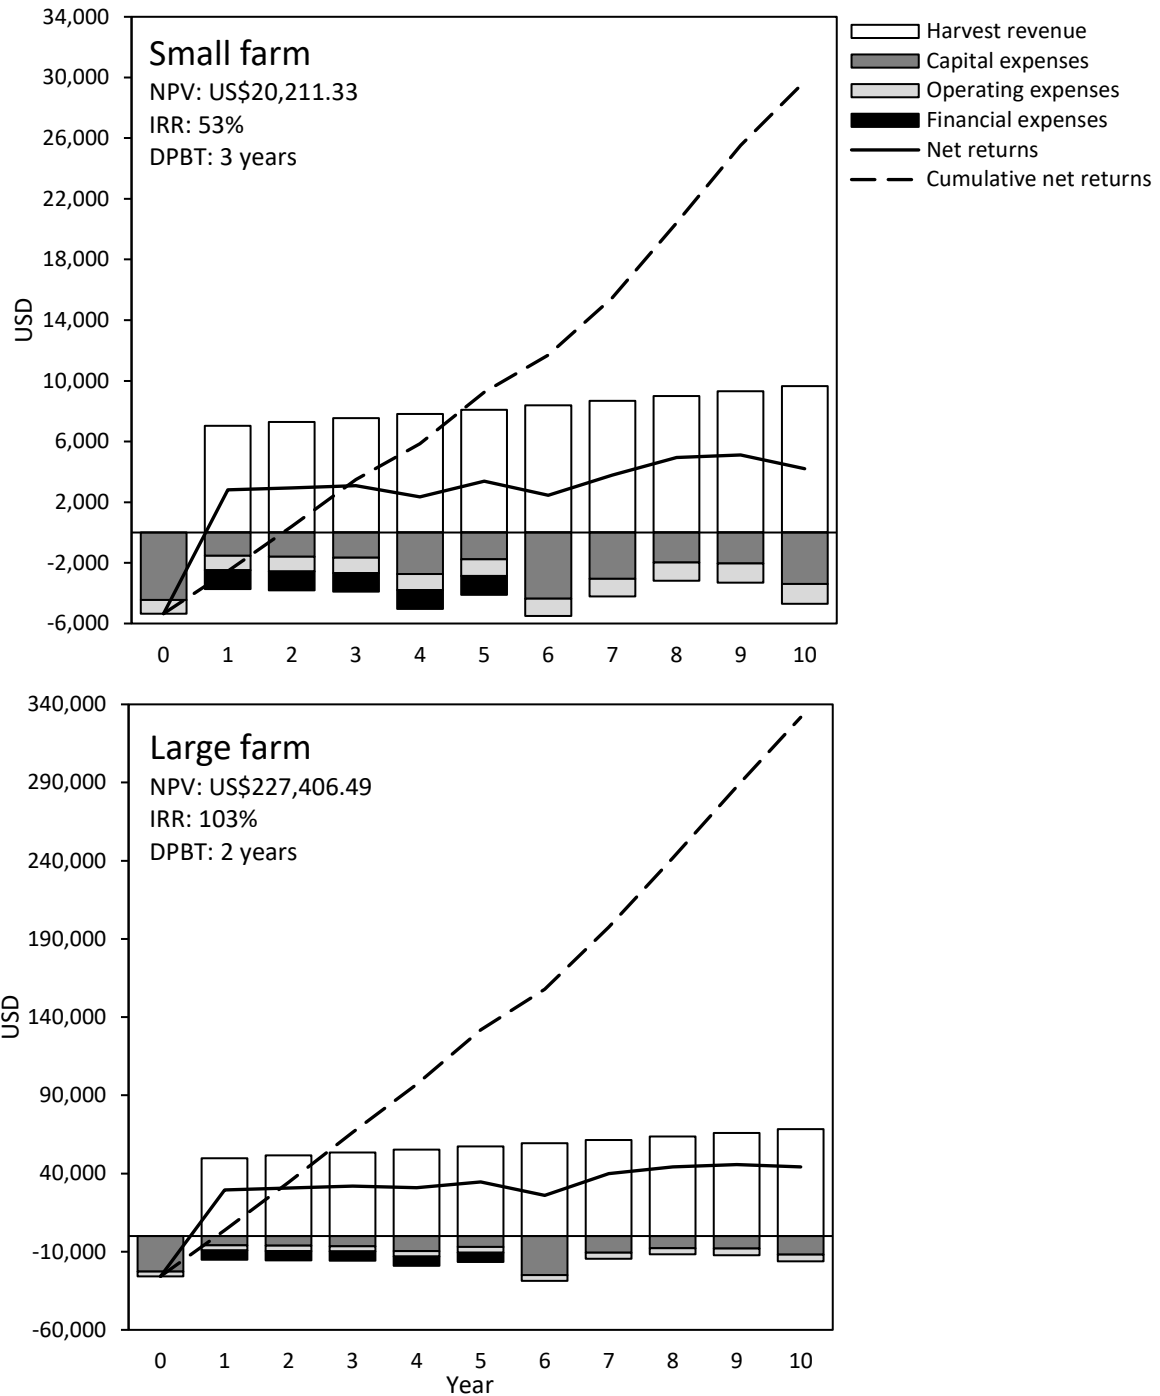 34,000
30,000
26,000
22,000
18,000
14,000
10,000
6,000
2,000
-2,000
-6,000
USD
Small farm
NPV: US$20,211.33
IRR: 53%
DPBT: 3 years
0 1 2 3 4 5 6 7 8 9 10
Harvest revenue
Capital expenses
Operating expenses
Financial expenses
Net returns
Cumulative net returns
340,000
290,000
240,000
190,000
140,000
90,000
40,000
-10,000
-60,000
USD
Large farm
NPV: US$227,406.49
IRR: 103%
DPBT: 2 years
0 1 2 3 4 5 6 7 8 9 10
Year